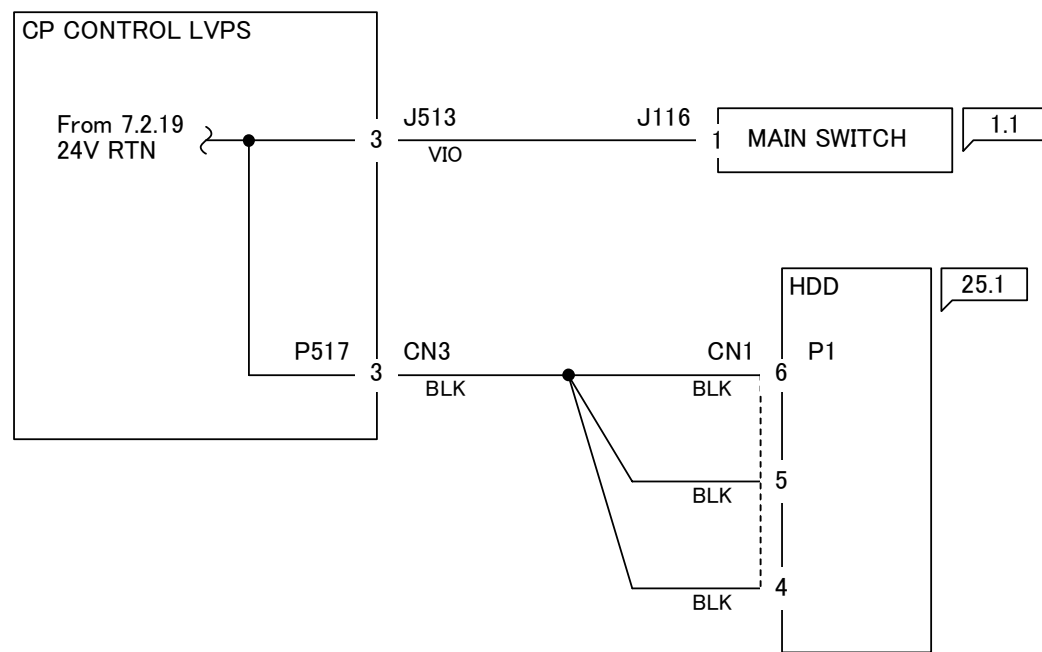 CP CONTROL LVPS
From 7.2.19
24V RTN
3
J513
VIO
J116
1
MAIN SWITCH
1.1
HDD
25.1
P517
3
CN3
BLK
CN1
BLK
6
P1
BLK
5
BLK
4